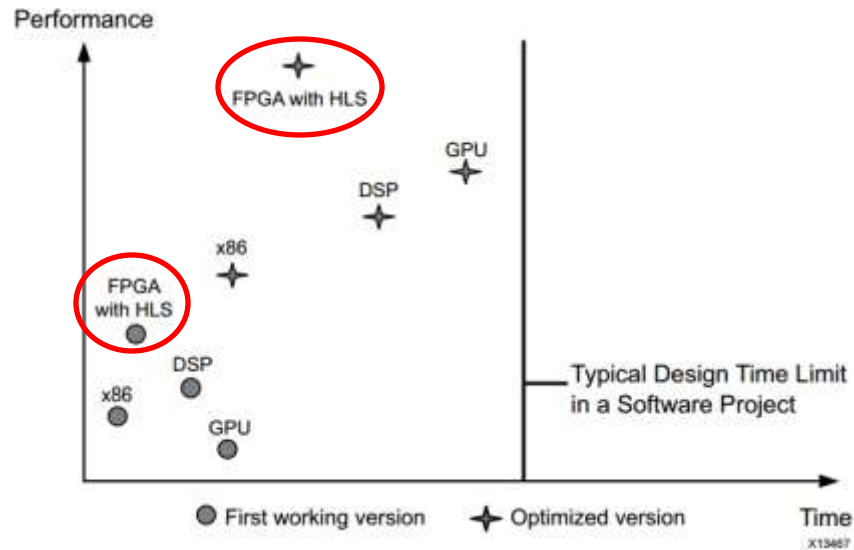 Performance
FPGA with HLS
GPU
DSP
x86
FPGA
with HLS
DSP
x86
GPU
Typical Design Time Limit
in a Software Project
First working version
Optimized version
Time
X13467